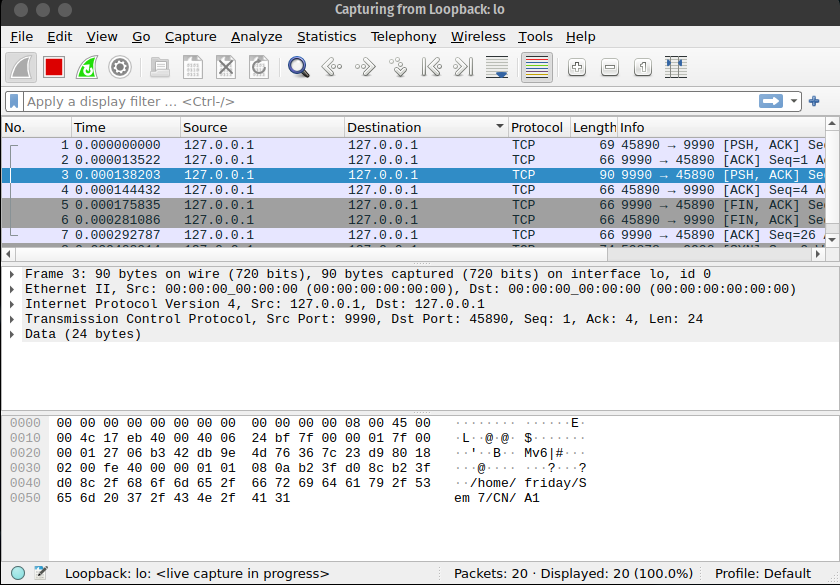 Capturing from Loopback: lo
File Edit View Go Capture Analyze Statistics Telephony Wireless Tools Help
Apply a display filter ... <Ctrl-/>
No. Time Source Destination Protocol Length Info
1 0.000000000 127.0.0.1 127.0.0.1 TCP 69 45890 → 9990 [PSH, ACK] Se
2 0.000013522 127.0.0.1 127.0.0.1 TCP 66 9990 → 45890 [ACK] Seq=1 A
3 0.000138203 127.0.0.1 127.0.0.1 TCP 90 9990 → 45890 [PSH, ACK] Se
4 0.000144432 127.0.0.1 127.0.0.1 TCP 66 45890 → 9990 [ACK] Seq=4 A
5 0.000175835 127.0.0.1 127.0.0.1 TCP 66 9990 → 45890 [FIN, ACK] Se
6 0.000281086 127.0.0.1 127.0.0.1 TCP 66 45890 → 9990 [FIN, ACK] Se
7 0.000292787 127.0.0.1 127.0.0.1 TCP 66 9990 → 45890 [ACK] Seq=26
Frame 3: 90 bytes on wire (720 bits), 90 bytes captured (720 bits) on interface lo, id 0
Ethernet II, Src: 00:00:00_00:00:00 (00:00:00:00:00:00), Dst: 00:00:00_00:00:00 (00:00:00:00:00:00)
Internet Protocol Version 4, Src: 127.0.0.1, Dst: 127.0.0.1
Transmission Control Protocol, Src Port: 9990, Dst Port: 45890, Seq: 1, Ack: 4, Len: 24
Data (24 bytes)
0000 00 00 00 00 00 00 00 00 00 00 00 00 08 00 45 00 ········ ······E·
0010 00 4c 17 eb 40 00 40 06 24 bf 7f 00 00 01 7f 00 ·L··@·@· $·······
0020 00 01 27 06 b3 42 db 9e 4d 76 36 7c 23 d9 80 18 ··'··B·· Mv6|#···
0030 02 00 fe 40 00 00 01 01 08 0a b2 3f d0 8c b2 3f ···@···· ···?···?
0040 d0 8c 2f 68 6f 6d 65 2f 66 72 69 64 61 79 2f 53 ··/home/ friday/S
0050 65 6d 20 37 2f 43 4e 2f 41 31 em 7/CN/ A1
Loopback: lo: <live capture in progress> Packets: 20 · Displayed: 20 (100.0%) Profile: Default